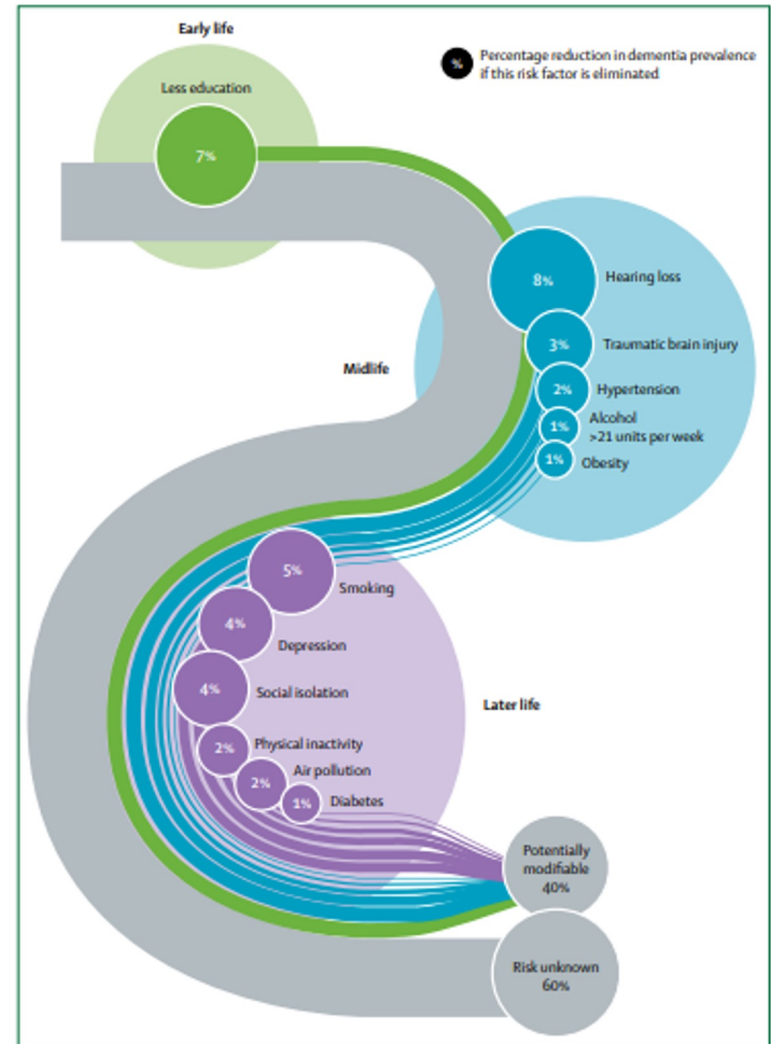 Early life
%
Percentage reduction in dementia prevalence
if this risk factor is eliminated
Less education
7%
8%
Hearing loss
3%
Traumatic brain injury
Midlife
2%
Hypertension
1%
Alcohol
>21 units per week
1%
Obesity
5%
Smoking
4%
Depression
4%
Social isolation
Later life
2%
Physical inactivity
2%
Air pollution
1%
Diabetes
Potentially
modifiable
40%
Risk unknown
60%